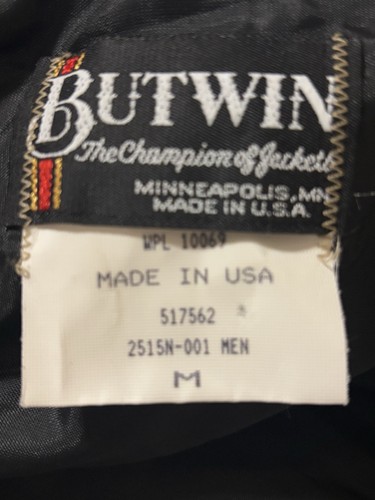 BUTWIN
The Champion of Jackets
MINNEAPOLIS, MN
MADE IN U.S.A.
WPL 10069
MADE IN USA
517562
2515N-001 MEN
M